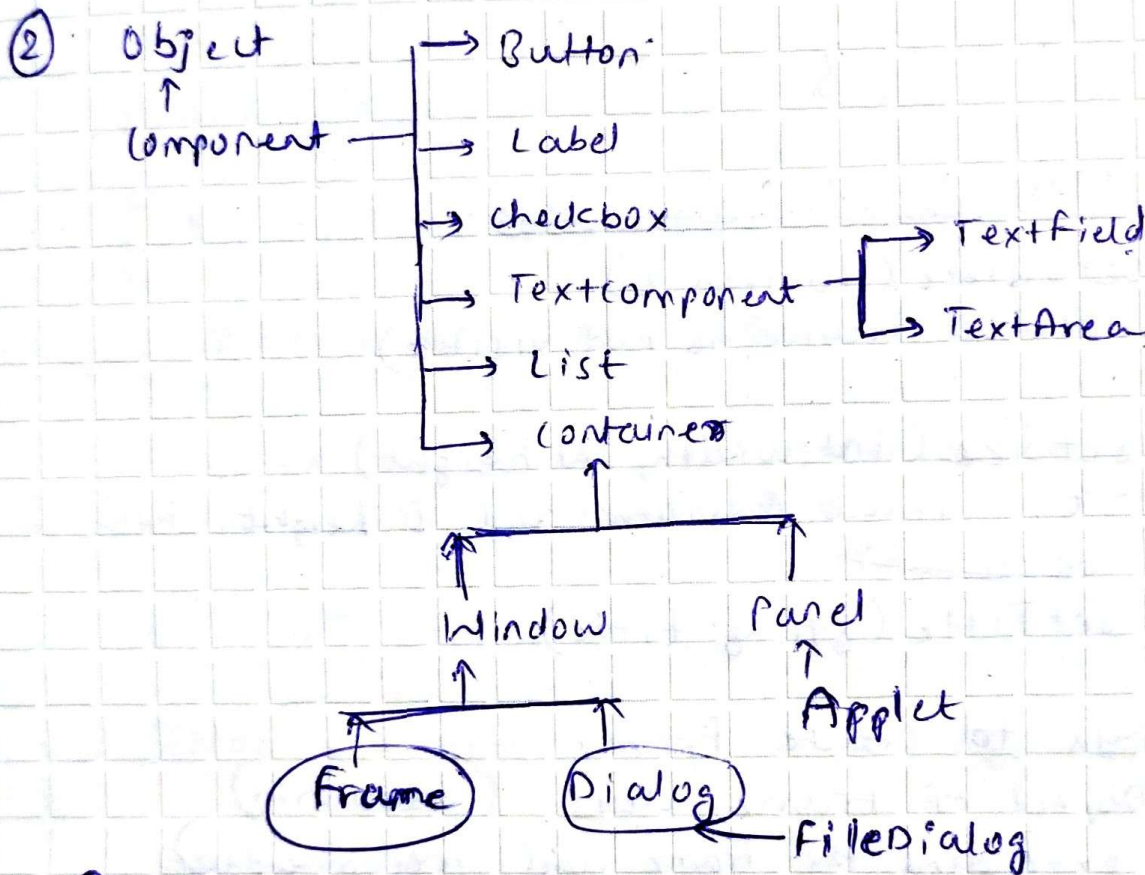 ② Object
→ Button
Component
→ Label
→ checkbox
→ Textcomponent
→ Textfield
→ TextArea
→ List
→ Container
Window
Panel
Applet
Frame
Dialog
FileDialog